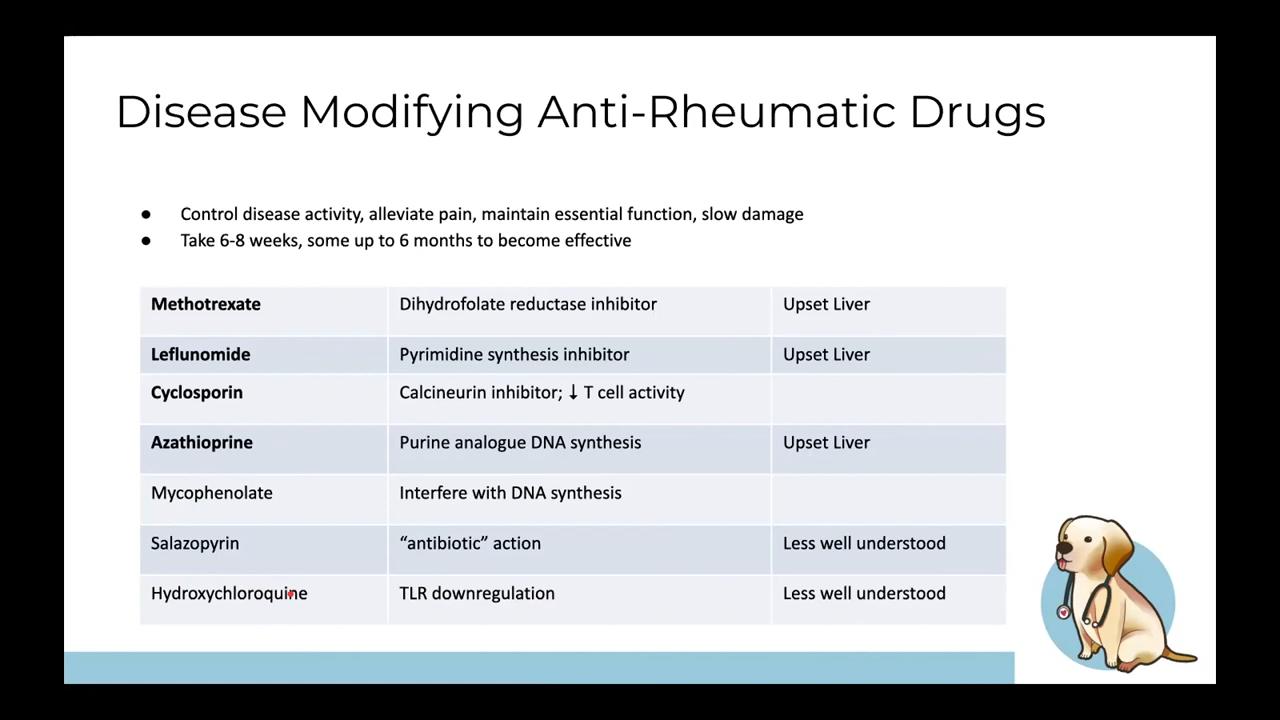 Disease Modifying Anti-Rheumatic Drugs
● Control disease activity, alleviate pain, maintain essential function, slow damage
● Take 6-8 weeks, some up to 6 months to become effective
Methotrexate Dihydrofolate reductase inhibitor Upset Liver
Leflunomide Pyrimidine synthesis inhibitor Upset Liver
Cyclosporin Calcineurin inhibitor; ↓ T cell activity
Azathioprine Purine analogue DNA synthesis Upset Liver
Mycophenolate Interfere with DNA synthesis
Salazopyrin “antibiotic” action Less well understood
Hydroxychloroquine TLR downregulation Less well understood